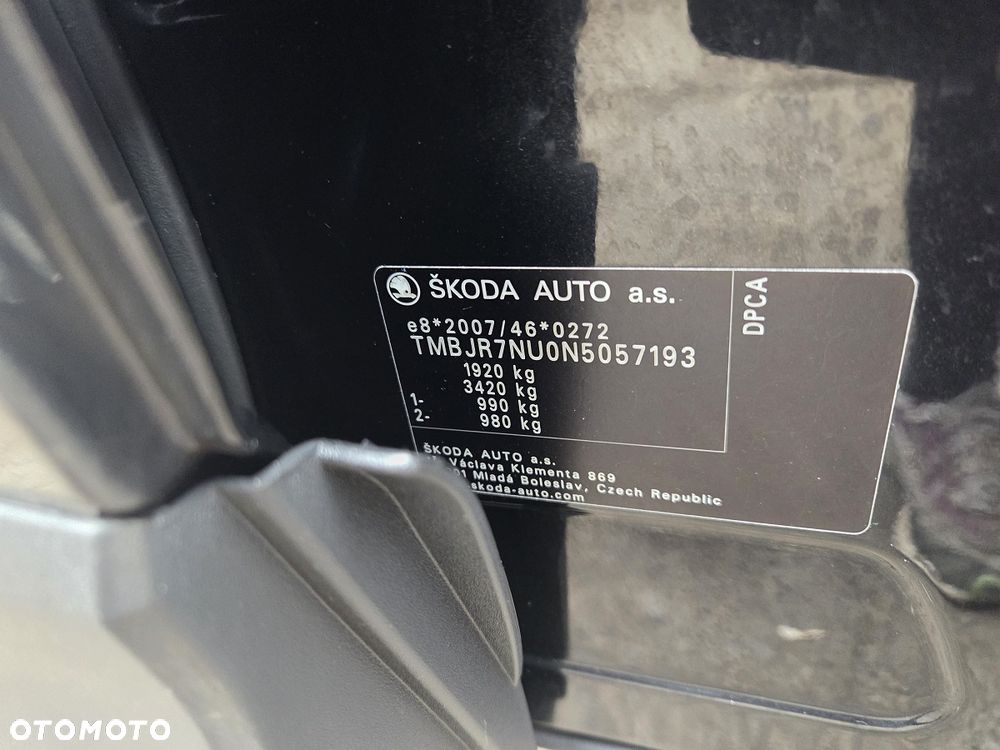 ŠKODA AUTO a.s.
DPCA
e8*2007/46*0272
TMBJR7NU0N5057193
1920 kg
3420 kg
1- 990 kg
2- 980 kg
ŠKODA AUTO a.s.
Václava Klementa 869
Mladá Boleslav, Czech Republic
skoda-auto.com
OTOMOTO